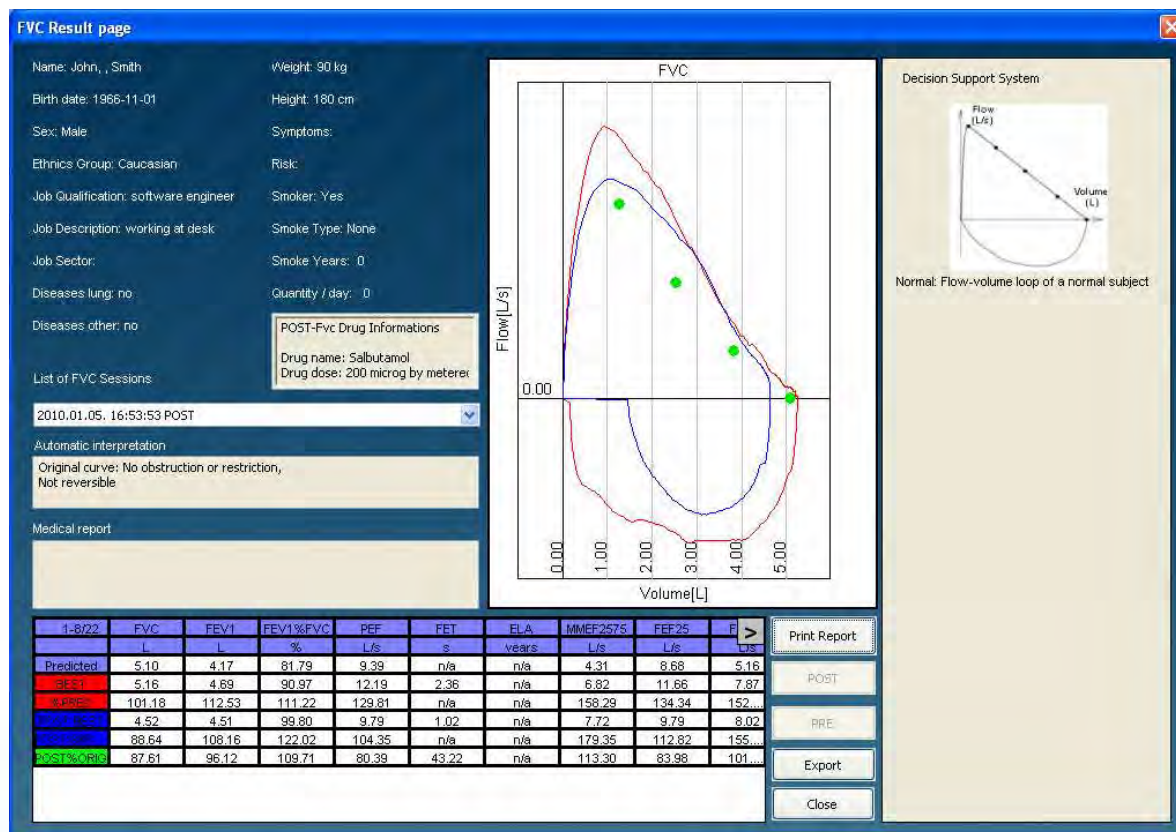 FVC Result page
Name: John, , Smith
Weight: 90 kg
Birth date: 1966-11-01
Height: 180 cm
Sex: Male
Symptoms:
Ethnics Group: Caucasian
Risk:
Job Qualification: software engineer
Smoker: Yes
Job Description: working at desk
Smoke Type: None
Job Sector:
Smoke Years: 0
Diseases lung: no
Quantity / day: 0
Diseases other: no
POST-Fvc Drug Informations
Drug name: Salbutamol
Drug dose: 200 microg by metered
List of FVC Sessions
2010.01.05. 16:53:53 POST
Automatic interpretation
Original curve: No obstruction or restriction,
Not reversible
Medical report
FVC
Flow[L/s]
0.00
0.00 1.00 2.00 3.00 4.00 5.00
Volume[L]
Decision Support System
Flow
(L/s)
Volume
(L)
Normal: Flow-volume loop of a normal subject
1-8/22 FVC FEV1 FEV1%FVC PEF FET ELA MMEF2575 FEF25 F >
L L % L/s s years L/s L/s L/s
Predicted 5.10 4.17 81.79 9.39 n/a n/a 4.31 8.68 5.16
BEST 5.16 4.69 90.97 12.19 2.36 n/a 6.82 11.66 7.87
%PRED 101.18 112.53 111.22 129.81 n/a n/a 158.29 134.34 152....
4.52 4.51 99.80 9.79 1.02 n/a 7.72 9.79 8.02
88.64 108.16 122.02 104.35 n/a n/a 179.35 112.82 155....
POST%ORIG 87.61 96.12 109.71 80.39 43.22 n/a 113.30 83.98 101....
Print Report
POST
PRE
Export
Close